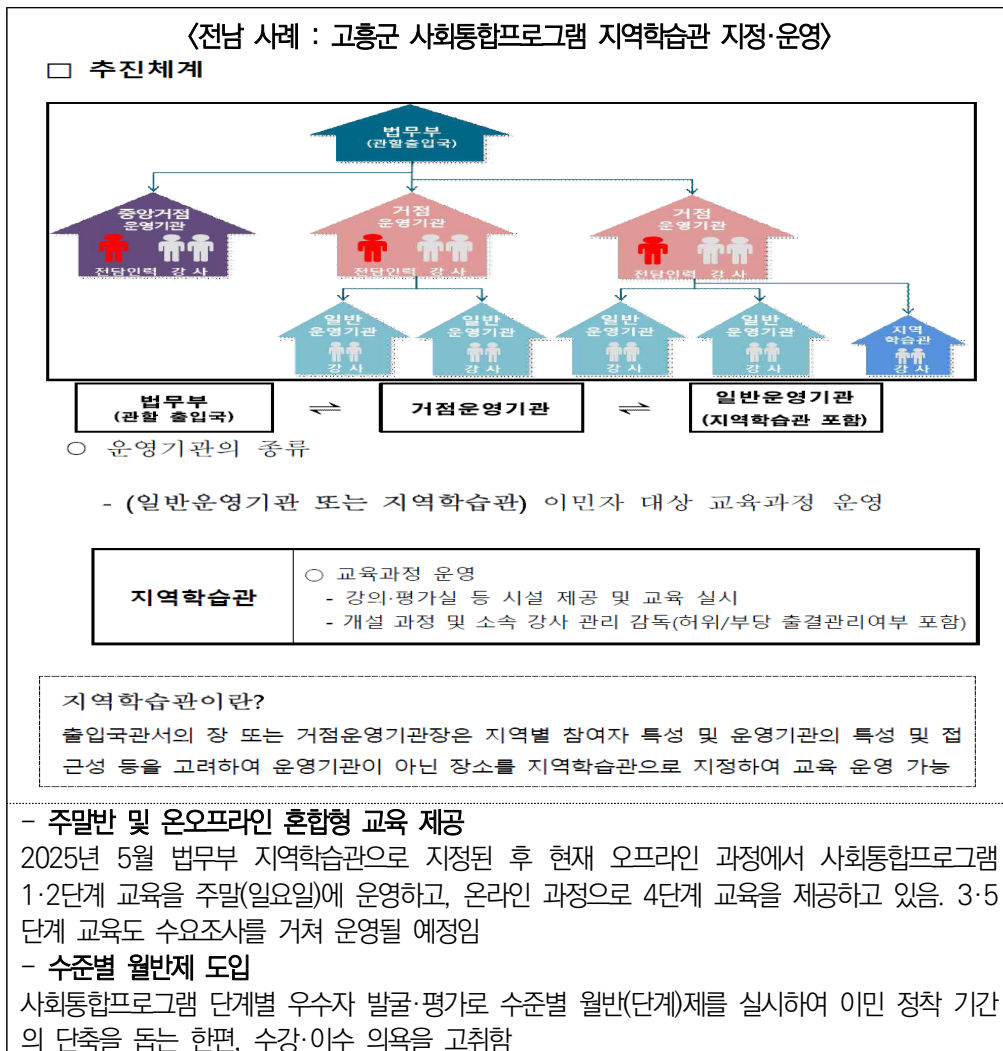 〈전남 사례 : 고흥군 사회통합프로그램 지역학습관 지정·운영〉
□ 추진체계
법무부
(관할출입국)
중앙거점
운영기관
전담인력 강 사
거점
운영기관
전담인력 강 사
거점
운영기관
전담인력 강 사
일반
운영기관
강 사
일반
운영기관
강 사
일반
운영기관
강 사
일반
운영기관
강 사
지역
학습관
강 사
법무부
(관할 출입국)
⇌
거점운영기관
⇌
일반운영기관
(지역학습관 포함)
○ 운영기관의 종류
- (일반운영기관 또는 지역학습관) 이민자 대상 교육과정 운영
지역학습관
○ 교육과정 운영
- 강의·평가실 등 시설 제공 및 교육 실시
- 개설 과정 및 소속 강사 관리 감독(허위/부당 출결관리여부 포함)
지역학습관이란?
출입국관서의 장 또는 거점운영기관장은 지역별 참여자 특성 및 운영기관의 특성 및 접
근성 등을 고려하여 운영기관이 아닌 장소를 지역학습관으로 지정하여 교육 운영 가능
- 주말반 및 온오프라인 혼합형 교육 제공
2025년 5월 법무부 지역학습관으로 지정된 후 현재 오프라인 과정에서 사회통합프로그램
1·2단계 교육을 주말(일요일)에 운영하고, 온라인 과정으로 4단계 교육을 제공하고 있음. 3·5
단계 교육도 수요조사를 거쳐 운영될 예정임
- 수준별 월반제 도입
사회통합프로그램 단계별 우수자 발굴·평가로 수준별 월반(단계)제를 실시하여 이민 정착 기간
의 단축을 돕는 한편, 수강·이수 의욕을 고취함